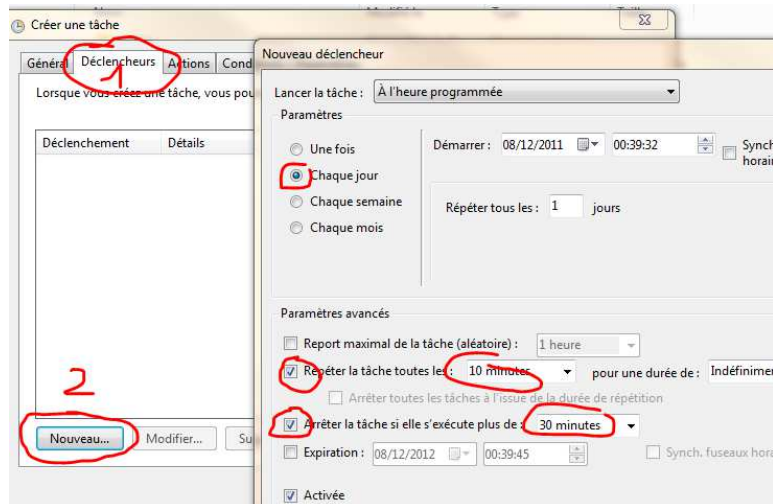 Créer une tâche
Général Déclencheurs Actions Cond
1
Lorsque vous créez une tâche, vous pou
Déclenchement Détails
2
Nouveau... Modifier... Su
Nouveau déclencheur
Lancer la tâche : À l'heure programmée
Paramètres
Une fois
Chaque jour
Chaque semaine
Chaque mois
Démarrer : 08/12/2011 00:39:32 Synch
horair
Répéter tous les : 1 jours
Paramètres avancés
Report maximal de la tâche (aléatoire) : 1 heure
Répéter la tâche toutes les : 10 minutes pour une durée de : Indéfinimen
Arrêter toutes les tâches à l'issue de la durée de répétition
Arrêter la tâche si elle s'exécute plus de : 30 minutes
Expiration : 08/12/2012 00:39:45 Synch. fuseaux hora
Activée